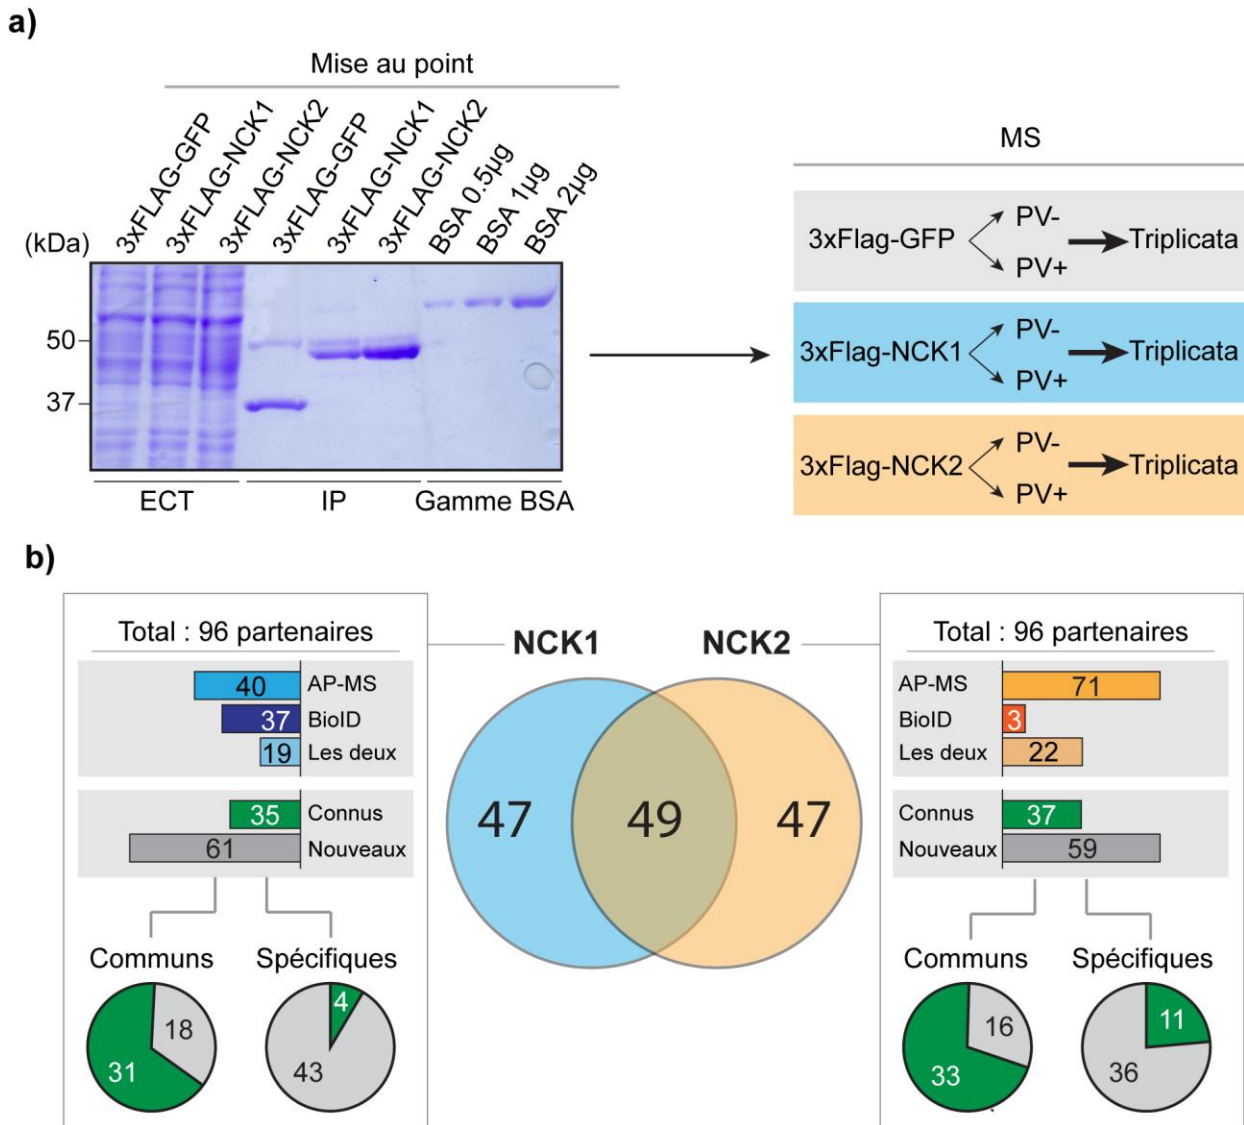 a)
Mise au point
3xFLAG-GFP
3xFLAG-NCK1
3xFLAG-NCK2
3xFLAG-GFP
3xFLAG-NCK1
3xFLAG-NCK2
BSA 0.5µg
BSA 1µg
BSA 2µg
(kDa)
50
37
ECT
IP
Gamme BSA
MS
3xFlag-GFP
PV-
PV+
Triplicata
3xFlag-NCK1
PV-
PV+
Triplicata
3xFlag-NCK2
PV-
PV+
Triplicata
b)
Total : 96 partenaires
40 AP-MS
37 BioID
19 Les deux
35 Connus
61 Nouveaux
Communs
18
31
Spécifiques
4
43
NCK1
NCK2
47
49
47
Total : 96 partenaires
AP-MS 71
BioID 3
Les deux 22
Connus 37
Nouveaux 59
Communs
16
33
Spécifiques
11
36